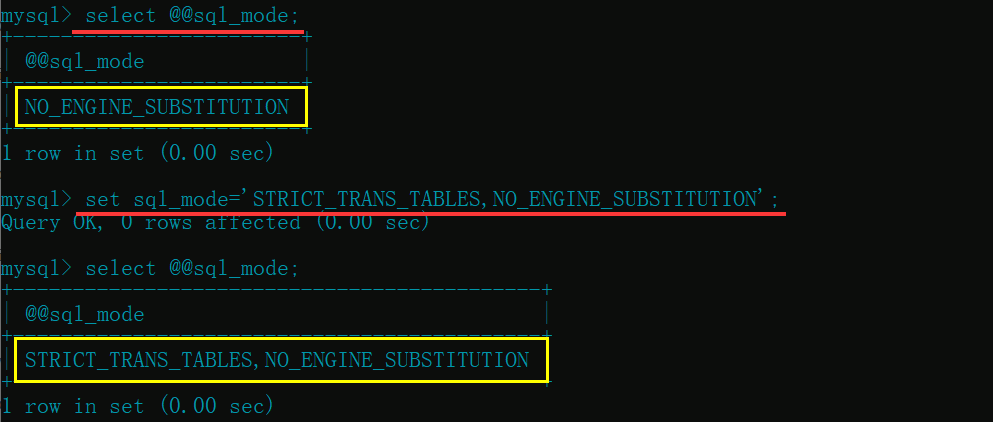 mysql> select @@sql_mode;
+------------------------+
| @@sql_mode             |
+------------------------+
| NO_ENGINE_SUBSTITUTION |
+------------------------+
1 row in set (0.00 sec)
mysql> set sql_mode='STRICT_TRANS_TABLES,NO_ENGINE_SUBSTITUTION';
Query OK, 0 rows affected (0.00 sec)
mysql> select @@sql_mode;
+--------------------------------------------+
| @@sql_mode                                 |
+--------------------------------------------+
| STRICT_TRANS_TABLES,NO_ENGINE_SUBSTITUTION |
+--------------------------------------------+
1 row in set (0.00 sec)